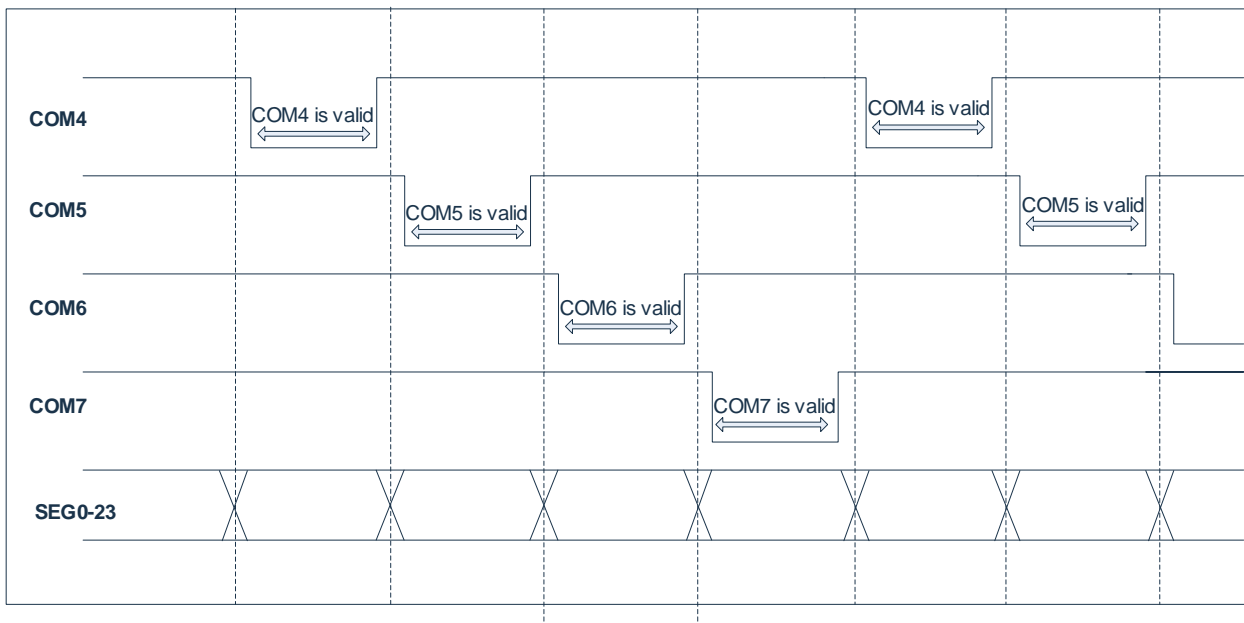 COM4 is valid
COM4 is valid
COM4
COM5 is valid
COM5 is valid
COM5
COM6 is valid
COM6
COM7 is valid
COM7
SEG0-23